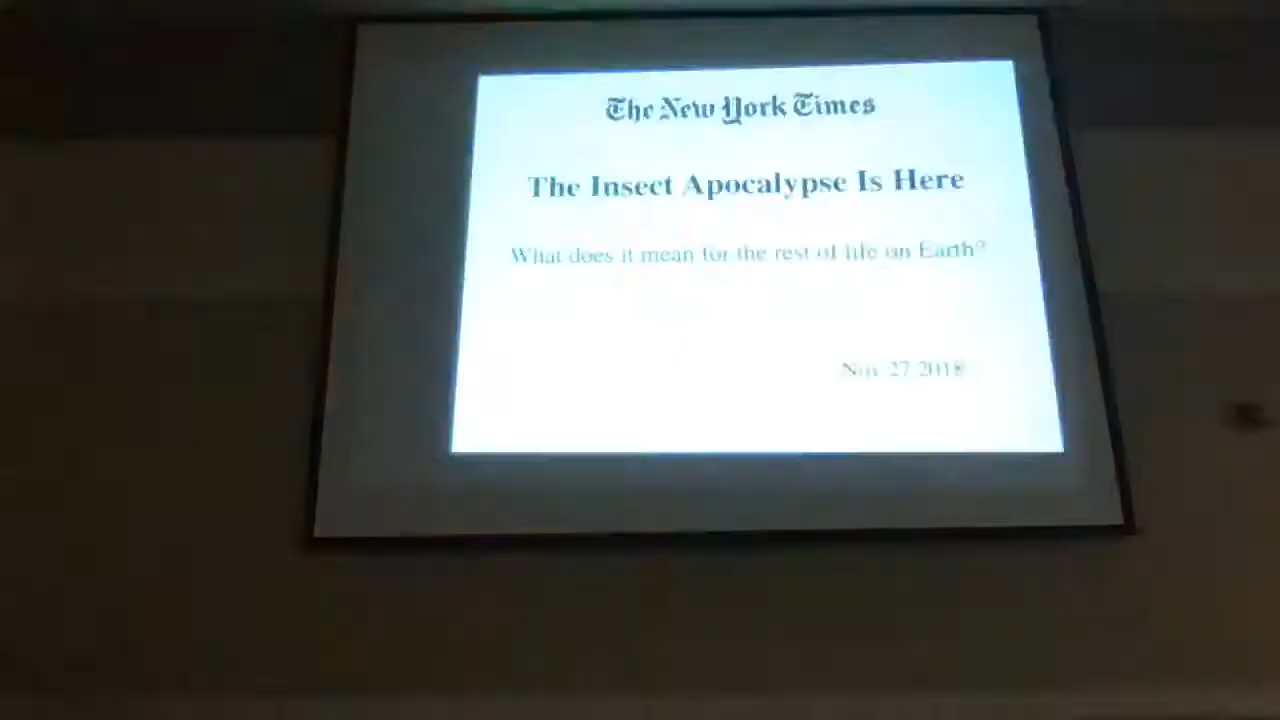 The New York Times
The Insect Apocalypse Is Here
What does it mean for the rest of life on Earth?
Nov. 27 2018